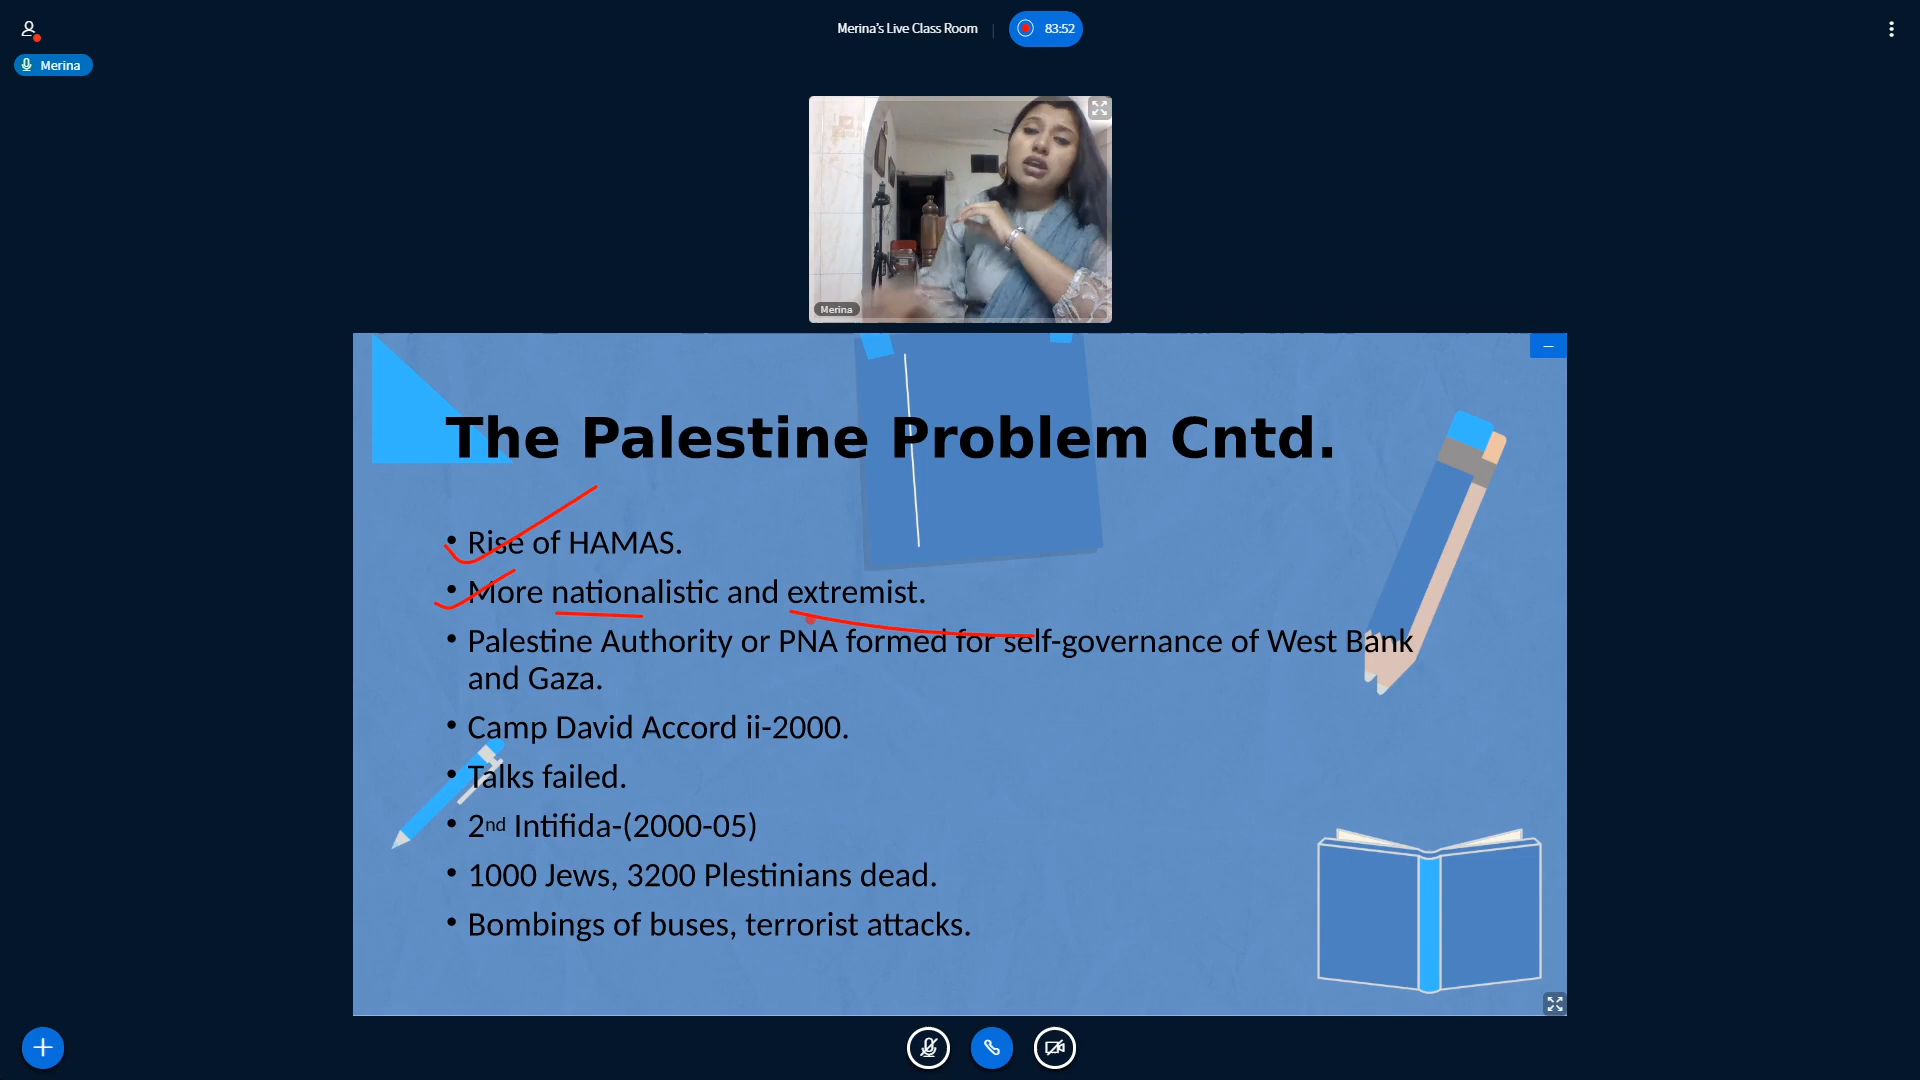 Merina's Live Class Room
83:52
Merina
Merina
The Palestine Problem Cntd.
• Rise of HAMAS.
• More nationalistic and extremist.
• Palestine Authority or PNA formed for self-governance of West Bank
and Gaza.
• Camp David Accord ii-2000.
• Talks failed.
• 2nd Intifida-(2000-05)
• 1000 Jews, 3200 Plestinians dead.
• Bombings of buses, terrorist attacks.